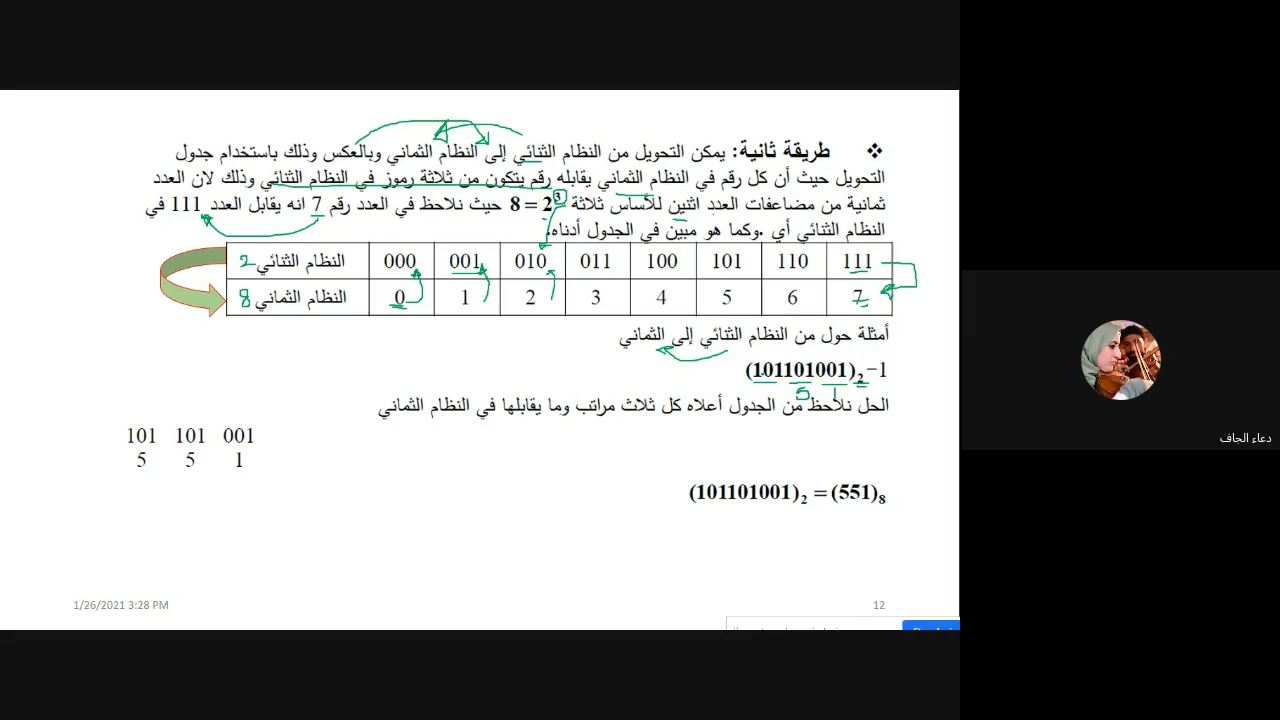 ❖ طريقة ثانية: يمكن التحويل من النظام الثنائي إلى النظام الثماني وبالعكس وذلك باستخدام جدول
التحويل حيث أن كل رقم في النظام الثماني يقابله رقم يتكون من ثلاثة رموز في النظام الثنائي وذلك لان العدد
ثمانية من مضاعفات العدد اثنين للأساس ثلاثة 8 = 2³ حيث نلاحظ في العدد رقم 7 انه يقابل العدد 111 في
النظام الثنائي أي .وكما هو مبين في الجدول أدناه.
2 النظام الثنائي 000 001 010 011 100 101 110 111
8 النظام الثماني 0 1 2 3 4 5 6 7
أمثلة حول من النظام الثنائي إلى الثماني
1- (101101001)₂
5 1
الحل نلاحظ من الجدول أعلاه كل ثلاث مراتب وما يقابلها في النظام الثماني
101 101 001
5 5 1
(101101001)₂ = (551)₈
دعاء الجاف
1/26/2021 3:28 PM
12